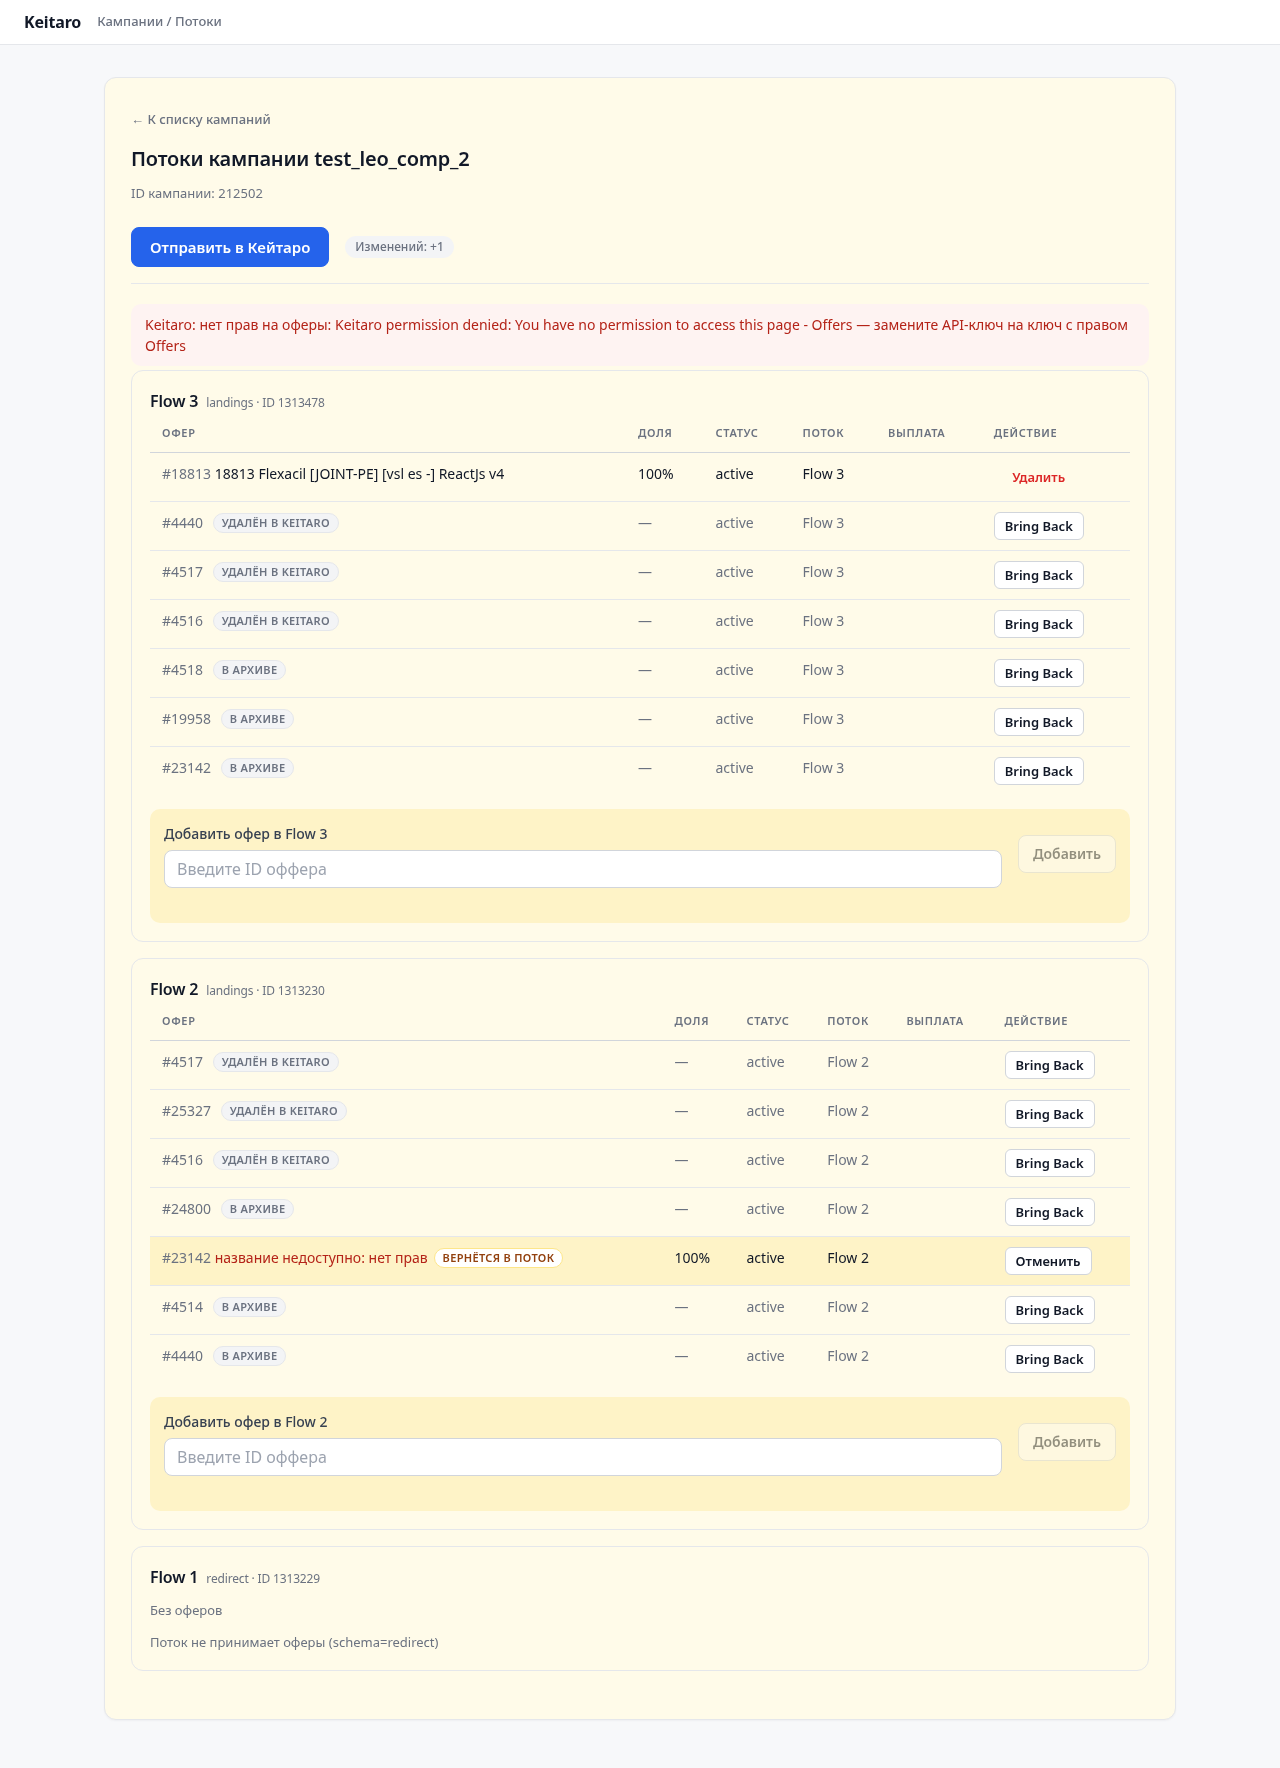 Keitaro Кампании / Потоки
← К списку кампаний
Потоки кампании test_leo_comp_2
ID кампании: 212502
Отправить в Кейтаро Изменений: +1
Keitaro: нет прав на оферы: Keitaro permission denied: You have no permission to access this page - Offers — замените API-ключ на ключ с правом
Offers
Flow 3 landings · ID 1313478
ОФЕР ДОЛЯ СТАТУС ПОТОК ВЫПЛАТА ДЕЙСТВИЕ
#18813 18813 Flexacil [JOINT-PE] [vsl es -] ReactJs v4 100% active Flow 3 Удалить
#4440 УДАЛЁН В KEITARO — active Flow 3 Bring Back
#4517 УДАЛЁН В KEITARO — active Flow 3 Bring Back
#4516 УДАЛЁН В KEITARO — active Flow 3 Bring Back
#4518 В АРХИВЕ — active Flow 3 Bring Back
#19958 В АРХИВЕ — active Flow 3 Bring Back
#23142 В АРХИВЕ — active Flow 3 Bring Back
Добавить офер в Flow 3
Введите ID оффера Добавить
Flow 2 landings · ID 1313230
ОФЕР ДОЛЯ СТАТУС ПОТОК ВЫПЛАТА ДЕЙСТВИЕ
#4517 УДАЛЁН В KEITARO — active Flow 2 Bring Back
#25327 УДАЛЁН В KEITARO — active Flow 2 Bring Back
#4516 УДАЛЁН В KEITARO — active Flow 2 Bring Back
#24800 В АРХИВЕ — active Flow 2 Bring Back
#23142 название недоступно: нет прав ВЕРНЁТСЯ В ПОТОК 100% active Flow 2 Отменить
#4514 В АРХИВЕ — active Flow 2 Bring Back
#4440 В АРХИВЕ — active Flow 2 Bring Back
Добавить офер в Flow 2
Введите ID оффера Добавить
Flow 1 redirect · ID 1313229
Без оферов
Поток не принимает оферы (schema=redirect)